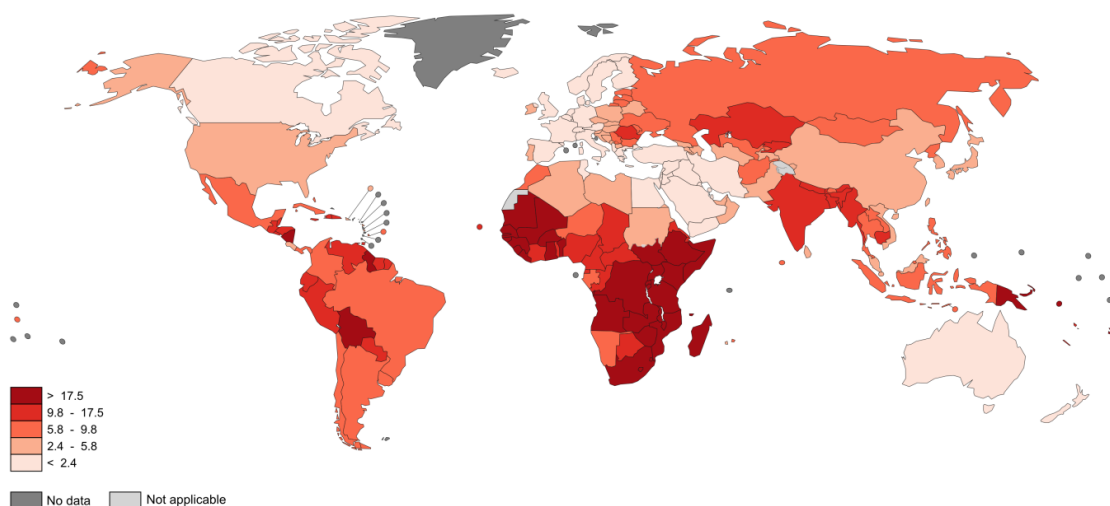 > 17.5
9.8 - 17.5
5.8 - 9.8
2.4 - 5.8
< 2.4
No data
Not applicable